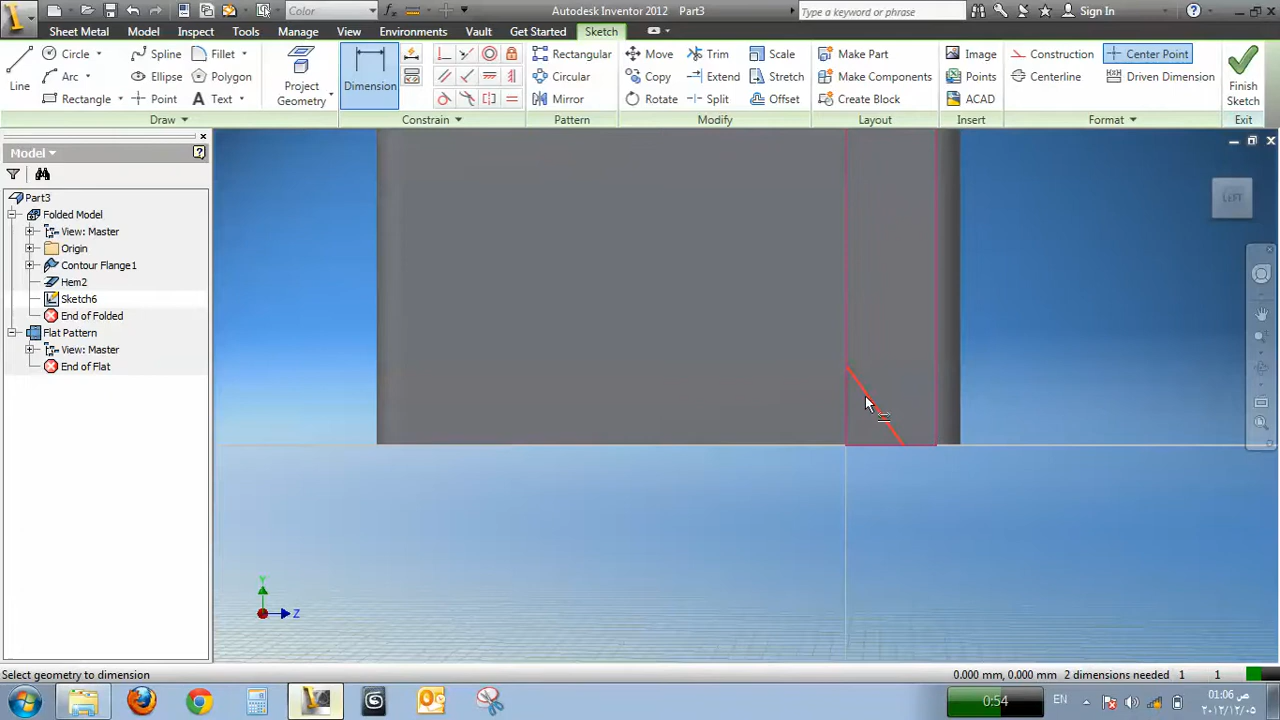 Color
Autodesk Inventor 2012 Part3
Type a keyword or phrase
Sign In
Sheet Metal Model Inspect Tools Manage View Environments Vault Get Started Sketch
Line
Circle
Arc
Rectangle
Spline
Ellipse
Point
Fillet
Polygon
Text
Project
Geometry
Dimension
Rectangular
Circular
Mirror
Move
Copy
Rotate
Trim
Extend
Split
Scale
Stretch
Offset
Make Part
Make Components
Create Block
Image
Points
ACAD
Construction
Centerline
Center Point
Driven Dimension
Finish
Sketch
Draw Constrain Pattern Modify Layout Insert Format Exit
Model
Part3
Folded Model
View: Master
Origin
Contour Flange1
Hem2
Sketch6
End of Folded
Flat Pattern
View: Master
End of Flat
LEFT
Y
Z
Select geometry to dimension
0.000 mm, 0.000 mm 2 dimensions needed 1 1
0:54
EN
01:06 ص
٢٠١٢/١٢/٠٥